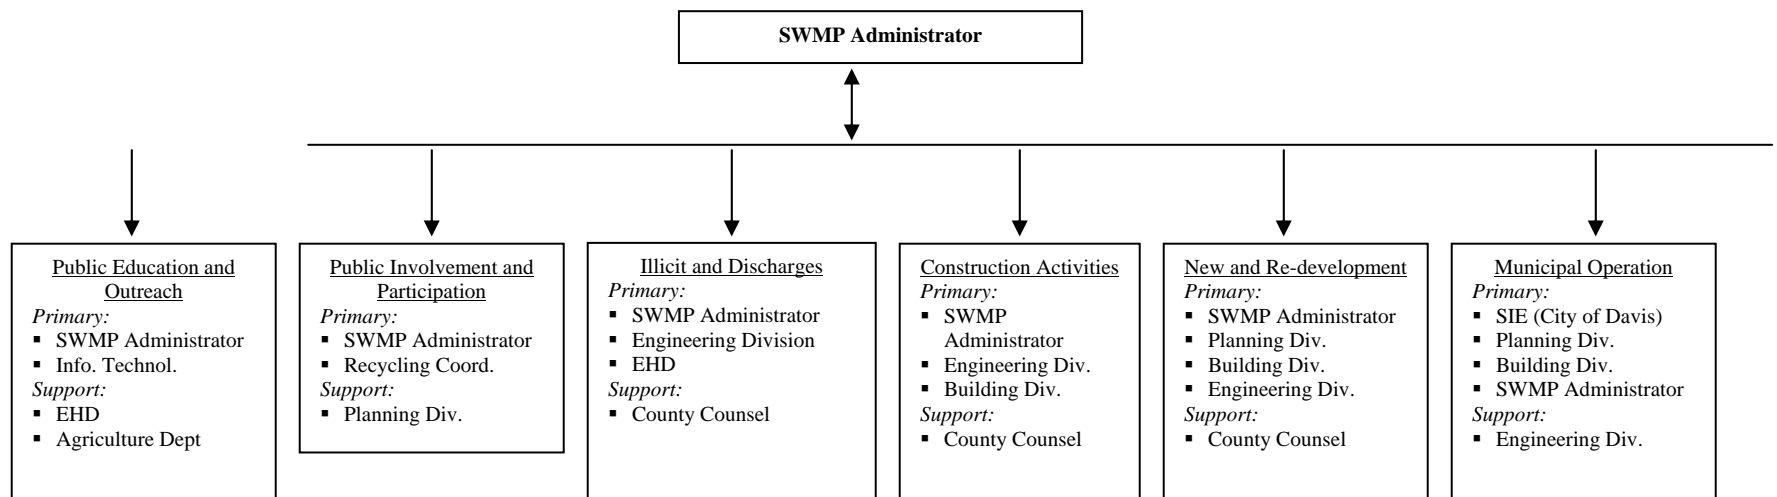 SWMP Administrator
Public Education and
Outreach
Primary:
▪ SWMP Administrator
▪ Info. Technol.
Support:
▪ EHD
▪ Agriculture Dept
Public Involvement and
Participation
Primary:
▪ SWMP Administrator
▪ Recycling Coord.
Support:
▪ Planning Div.
Illicit and Discharges
Primary:
▪ SWMP Administrator
▪ Engineering Division
▪ EHD
Support:
▪ County Counsel
Construction Activities
Primary:
▪ SWMP
Administrator
▪ Engineering Div.
▪ Building Div.
Support:
▪ County Counsel
New and Re-development
Primary:
▪ SWMP Administrator
▪ Planning Div.
▪ Building Div.
▪ Engineering Div.
Support:
▪ County Counsel
Municipal Operation
Primary:
▪ SIE (City of Davis)
▪ Planning Div.
▪ Building Div.
▪ SWMP Administrator
Support:
▪ Engineering Div.